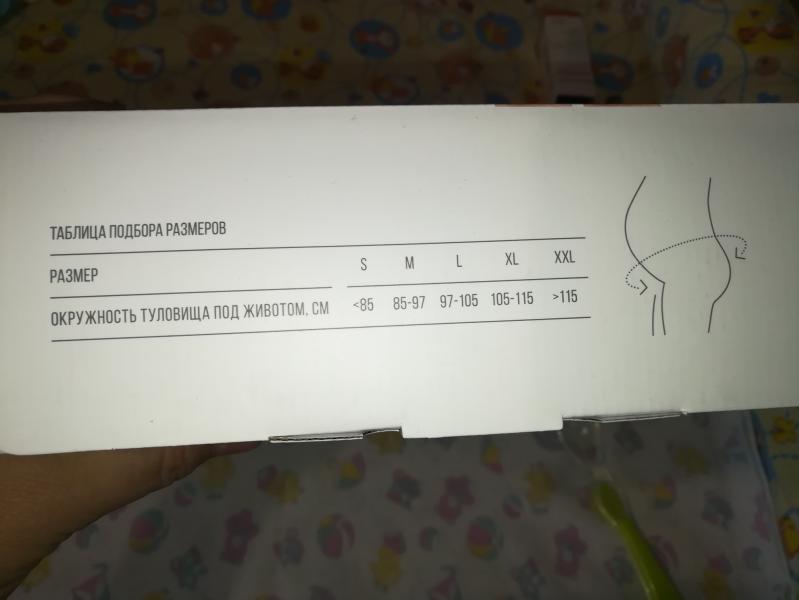 ТАБЛИЦА ПОДБОРА РАЗМЕРОВ
РАЗМЕР S M L XL XXL
ОКРУЖНОСТЬ ТУЛОВИЩА ПОД ЖИВОТОМ, СМ <85 85-97 97-105 105-115 >115